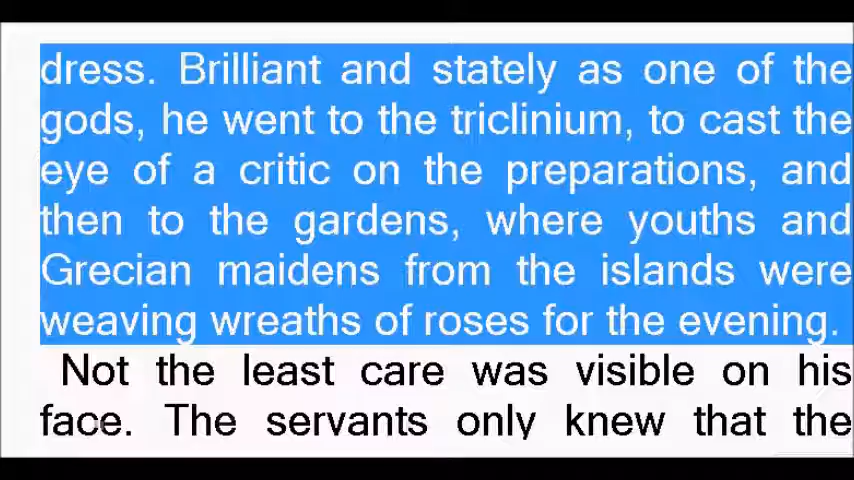 dress. Brilliant and stately as one of the
gods, he went to the triclinium, to cast the
eye of a critic on the preparations, and
then to the gardens, where youths and
Grecian maidens from the islands were
weaving wreaths of roses for the evening.
Not the least care was visible on his
face. The servants only knew that the